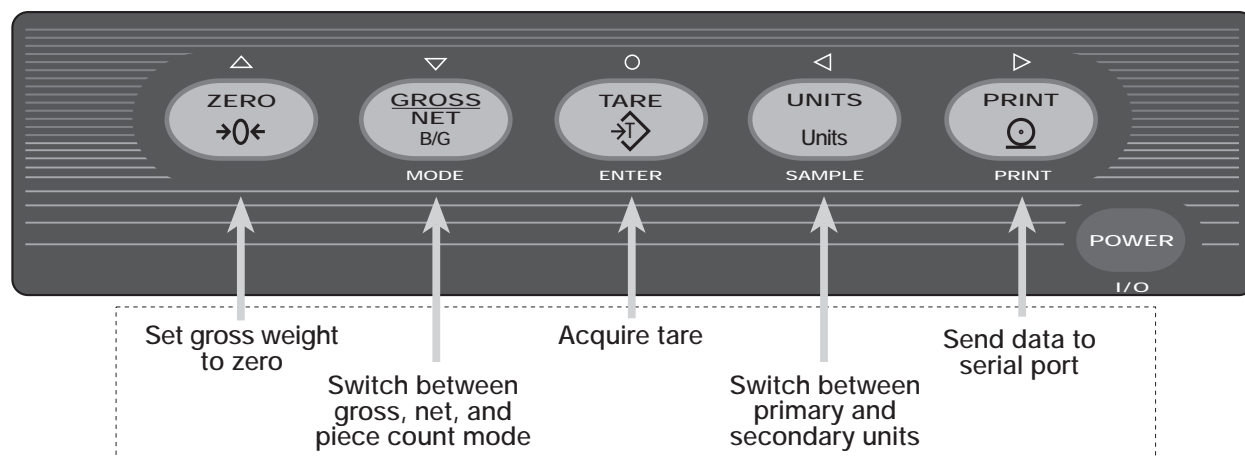 ZERO
→0←
GROSS
NET
B/G
MODE
TARE
→T←
ENTER
UNITS
Units
SAMPLE
PRINT
PRINT
POWER
I/O
Set gross weight
to zero
Switch between
gross, net, and
piece count mode
Acquire tare
Switch between
primary and
secondary units
Send data to
serial port